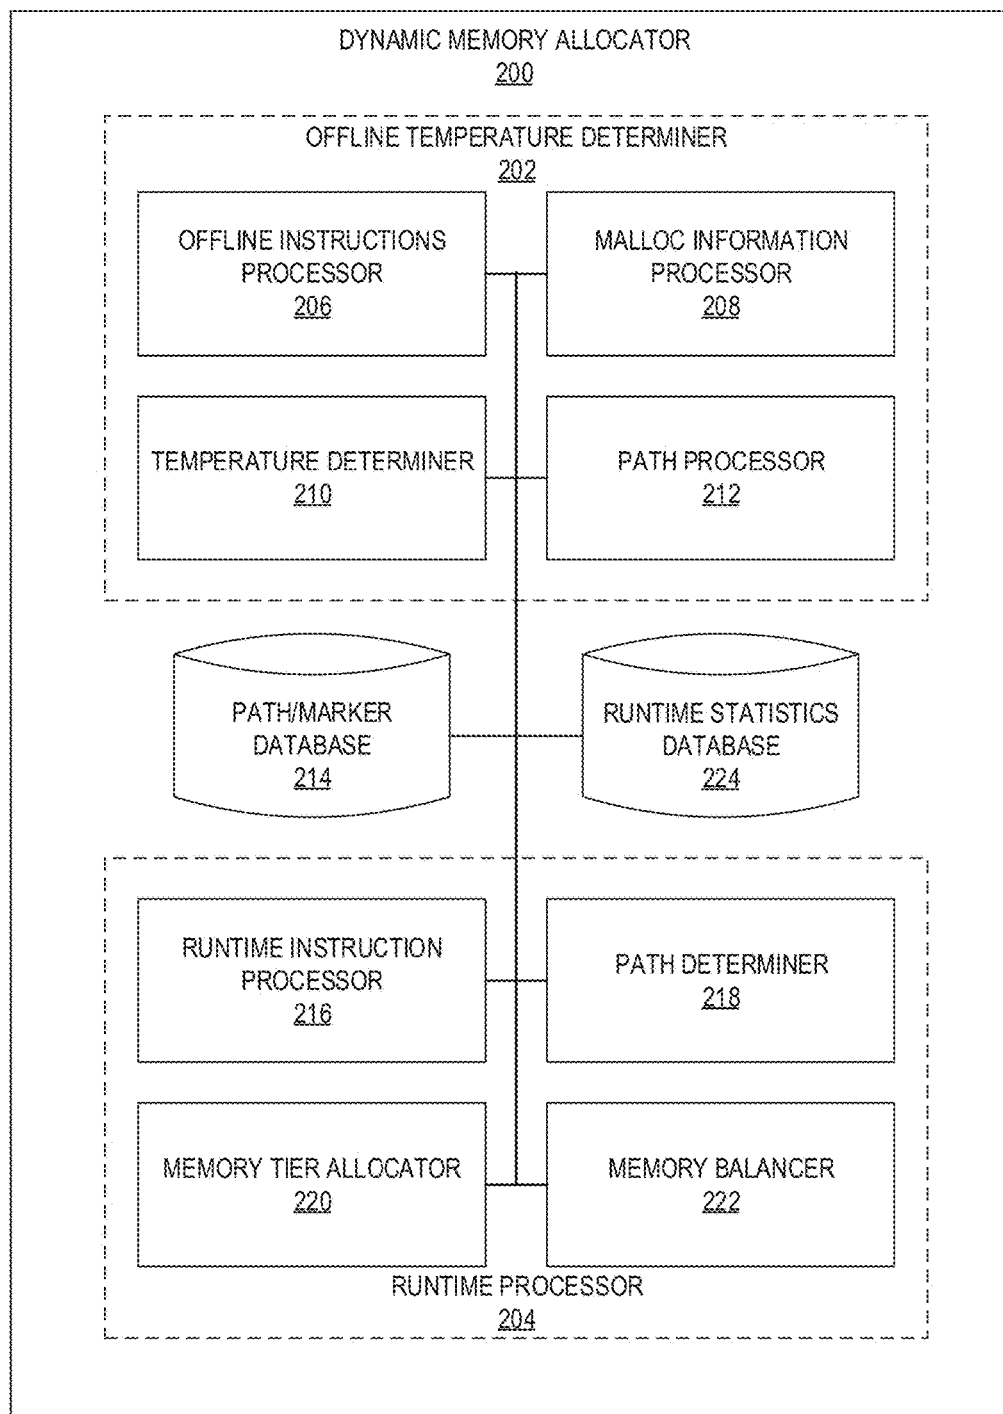 DYNAMIC MEMORY ALLOCATOR
200
OFFLINE TEMPERATURE DETERMINER
202
OFFLINE INSTRUCTIONS
PROCESSOR
206
MALLOC INFORMATION
PROCESSOR
208
TEMPERATURE DETERMINER
210
PATH PROCESSOR
212
PATH/MARKER
DATABASE
214
RUNTIME STATISTICS
DATABASE
224
RUNTIME INSTRUCTION
PROCESSOR
216
PATH DETERMINER
218
MEMORY TIER ALLOCATOR
220
MEMORY BALANCER
222
RUNTIME PROCESSOR
204